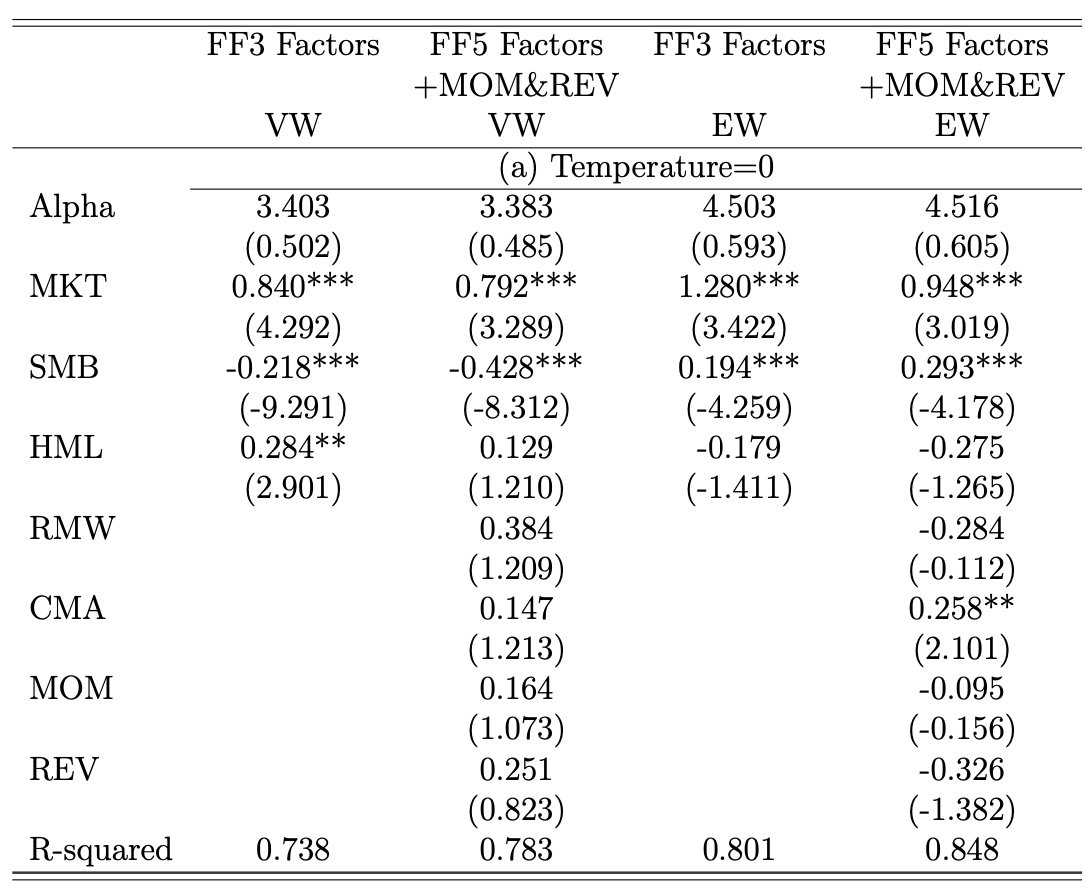 FF3 Factors FF5 Factors FF3 Factors FF5 Factors
+MOM&REV +MOM&REV
VW VW EW EW
(a) Temperature=0
Alpha 3.403 3.383 4.503 4.516
(0.502) (0.485) (0.593) (0.605)
MKT 0.840*** 0.792*** 1.280*** 0.948***
(4.292) (3.289) (3.422) (3.019)
SMB -0.218*** -0.428*** 0.194*** 0.293***
(-9.291) (-8.312) (-4.259) (-4.178)
HML 0.284** 0.129 -0.179 -0.275
(2.901) (1.210) (-1.411) (-1.265)
RMW 0.384 -0.284
(1.209) (-0.112)
CMA 0.147 0.258**
(1.213) (2.101)
MOM 0.164 -0.095
(1.073) (-0.156)
REV 0.251 -0.326
(0.823) (-1.382)
R-squared 0.738 0.783 0.801 0.848